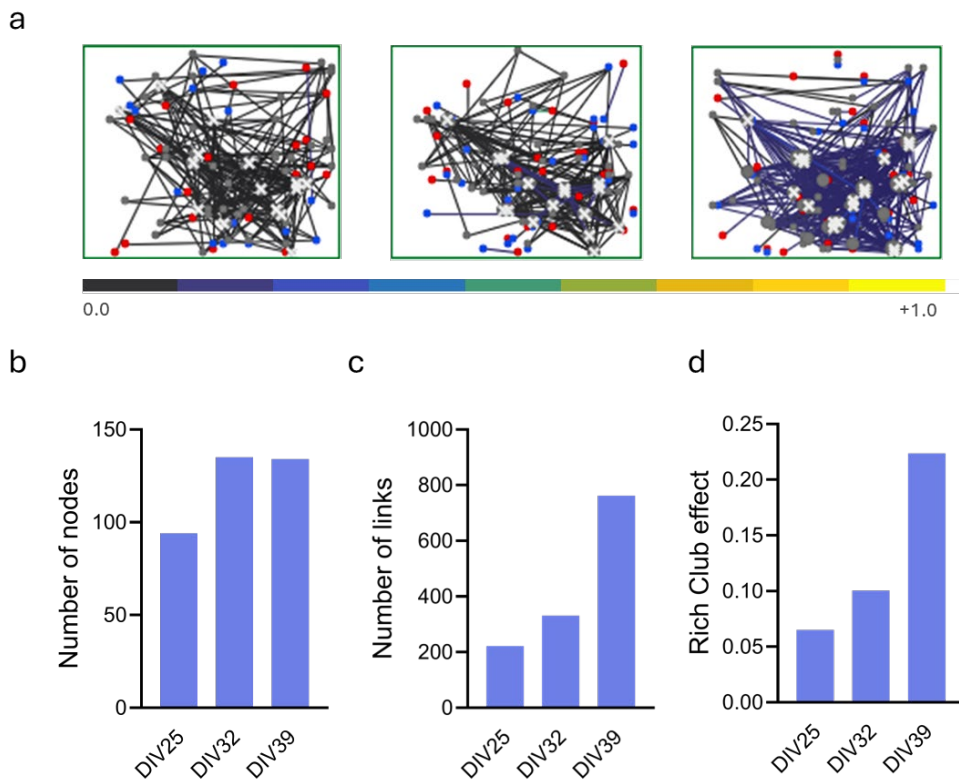 a
0.0
+1.0
b
c
d
Number of nodes
150
100
50
0
DIV25
DIV32
DIV39
Number of links
1000
800
600
400
200
0
DIV25
DIV32
DIV39
Rich Club effect
0.25
0.20
0.15
0.10
0.05
0.00
DIV25
DIV32
DIV39